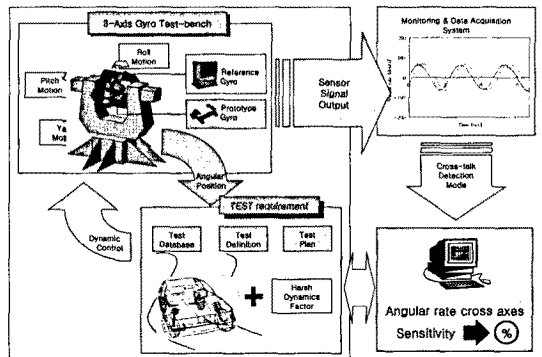 3-Axis Gyro Test-bench
Roll
Motion
Pitch
Motion
Reference
Gyro
Prototype
Gyro
Sensor
Signal
Output
Monitoring & Data Acquisition
System
Angular
Position
Dynamic
Control
TEST requirement
Test
Database
Test
Definition
Test
Plan
+
Harsh
Dynamics
Factor
Cross-talk
Detection
Mode
Angular rate cross axes
Sensitivity
%